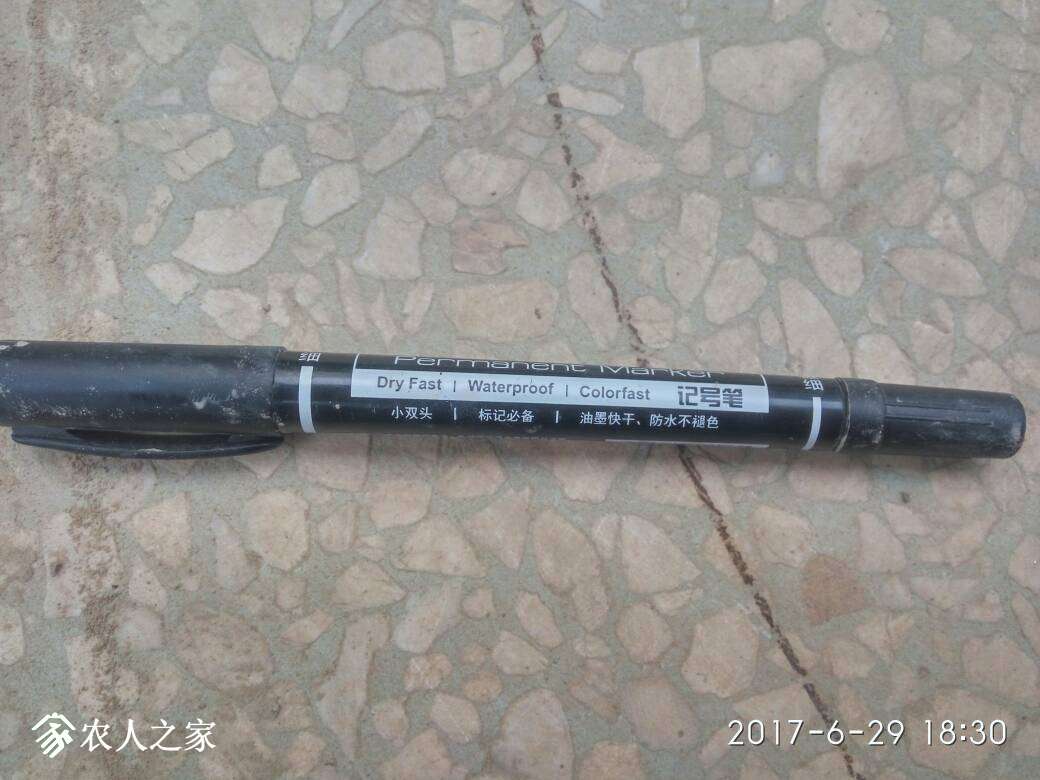 细
Permanent Marker
细
Dry Fast | Waterproof | Colorfast 记号笔
小双头 | 标记必备 | 油墨快干、防水不褪色
农人之家
2017-6-29 18:30